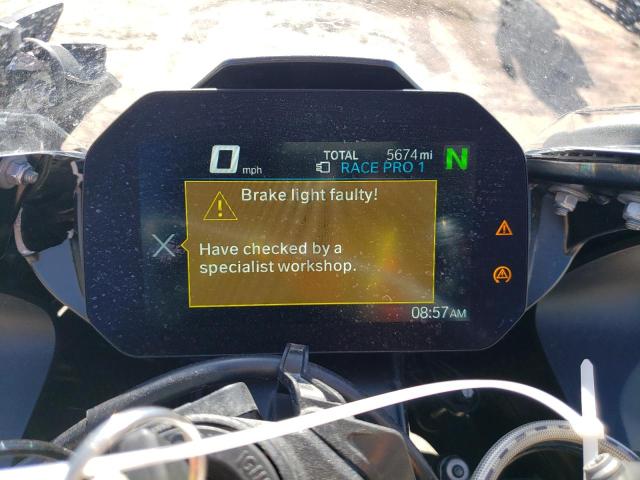 0 mph
TOTAL 5674 mi
N
RACE PRO 1
Brake light faulty!
Have checked by a
specialist workshop.
08:57 AM